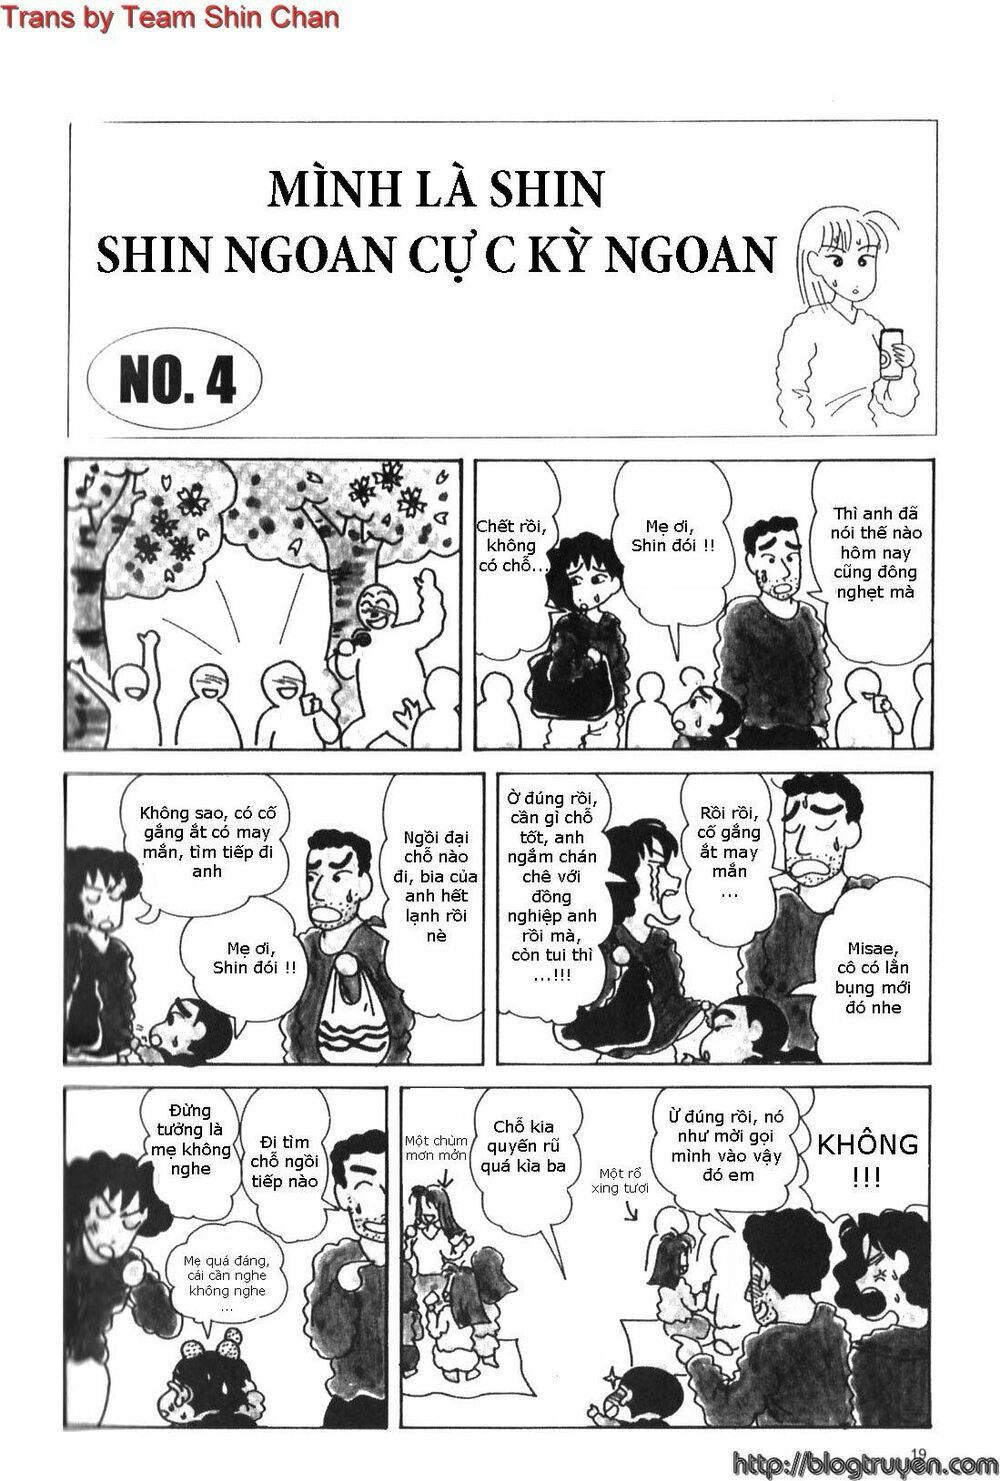 Trans by Team Shin Chan
MÌNH LÀ SHIN
SHIN NGOAN CỰ C KỲ NGOAN
NO. 4
Chết rồi,
không
có chỗ...
Mẹ ơi,
Shin đói !!
Thì anh đã
nói thế nào
hôm nay
cũng đông
nghẹt mà
Không sao, có cố
gắng ắt có may
mắn, tìm tiếp đi
anh
Mẹ ơi,
Shin đói !!
Ngồi đại
chỗ nào
đi, bia của
anh hết
lạnh rồi
nè
Ờ đúng rồi,
cần gì chỗ
tốt, anh
ngắm chán
chê với
đồng
nghiệp anh
rồi mà,
còn tui thì
...!!!
Rồi rồi,
cố gắng
ắt may
mắn
...
Misae,
cô có lằn
bụng mới
đó nhe
Đừng
tưởng là
mẹ không
nghe
Đi tìm
chỗ ngồi
tiếp nào
Mẹ quá đáng,
cái cần nghe
không nghe
...
Một chùm
mơn mởn
Chỗ kia
quyến rũ
quá kìa ba
Một rổ
xing tươi
Ừ đúng rồi, nó
như mời gọi
mình vào vậy
đó em
KHÔNG
!!!
19
http://blogtruyen.com